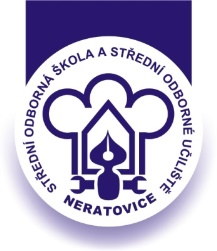 STŘEDNÍ ODBORNÁ ŠKOLA A STŘEDNÍ ODBORNÉ UČILIŠTĚ
NERATOVICE